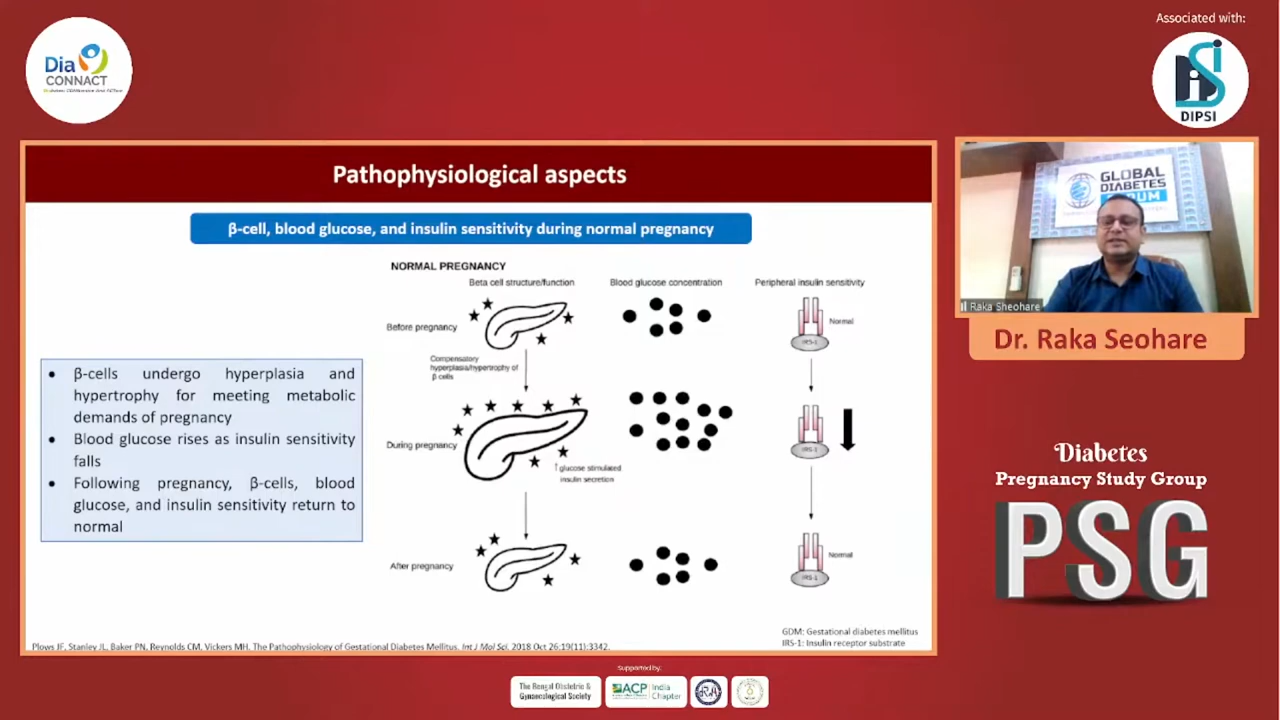 Associated with:
Dia
CONNACT
DIPSI
Pathophysiological aspects
β-cell, blood glucose, and insulin sensitivity during normal pregnancy
NORMAL PREGNANCY
Beta cell structure/function
Blood glucose concentration
Peripheral insulin sensitivity
Before pregnancy
Normal
IRS-1
Compensatory
hyperplasia/hypertrophy of
β cells
During pregnancy
IRS-1
↑glucose stimulated
insulin secretion
After pregnancy
Normal
IRS-1
• β-cells undergo hyperplasia and
hypertrophy for meeting metabolic
demands of pregnancy
• Blood glucose rises as insulin sensitivity
falls
• Following pregnancy, β-cells, blood
glucose, and insulin sensitivity return to
normal
GDM: Gestational diabetes mellitus
IRS-1: Insulin receptor substrate
Plows JF, Stanley JL, Baker PN, Reynolds CM, Vickers MH. The Pathophysiology of Gestational Diabetes Mellitus. Int J Mol Sci. 2018 Oct 26;19(11):3342.
GLOBAL
DIABETES
Raka Sheohare
Dr. Raka Seohare
Diabetes
Pregnancy Study Group
PSG
Supported by:
The Bengal Obstetric &
Gynaecological Society
ACP
India
Chapter